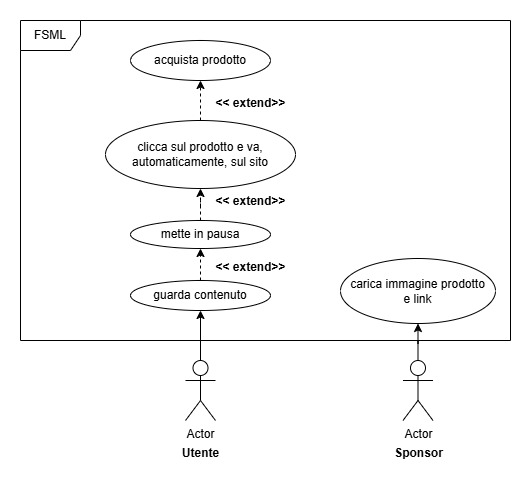 FSML
acquista prodotto
<< extend>>
clicca sul prodotto e va,
automaticamente, sul sito
<< extend>>
mette in pausa
<< extend>>
guarda contenuto
carica immagine prodotto
e link
Actor
Utente
Actor
Sponsor